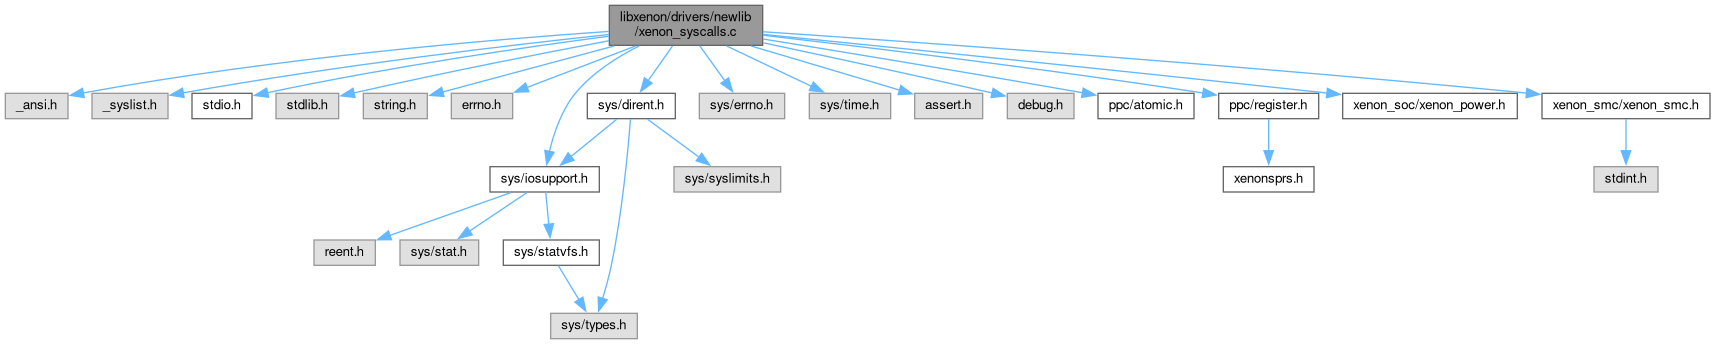 libxenon/drivers/newlib
/xenon_syscalls.c
_ansi.h
_syslist.h
stdio.h
stdlib.h
string.h
errno.h
sys/dirent.h
sys/errno.h
sys/time.h
assert.h
debug.h
ppc/atomic.h
ppc/register.h
xenon_soc/xenon_power.h
xenon_smc/xenon_smc.h
sys/iosupport.h
sys/syslimits.h
xenonsprs.h
stdint.h
reent.h
sys/stat.h
sys/statvfs.h
sys/types.h